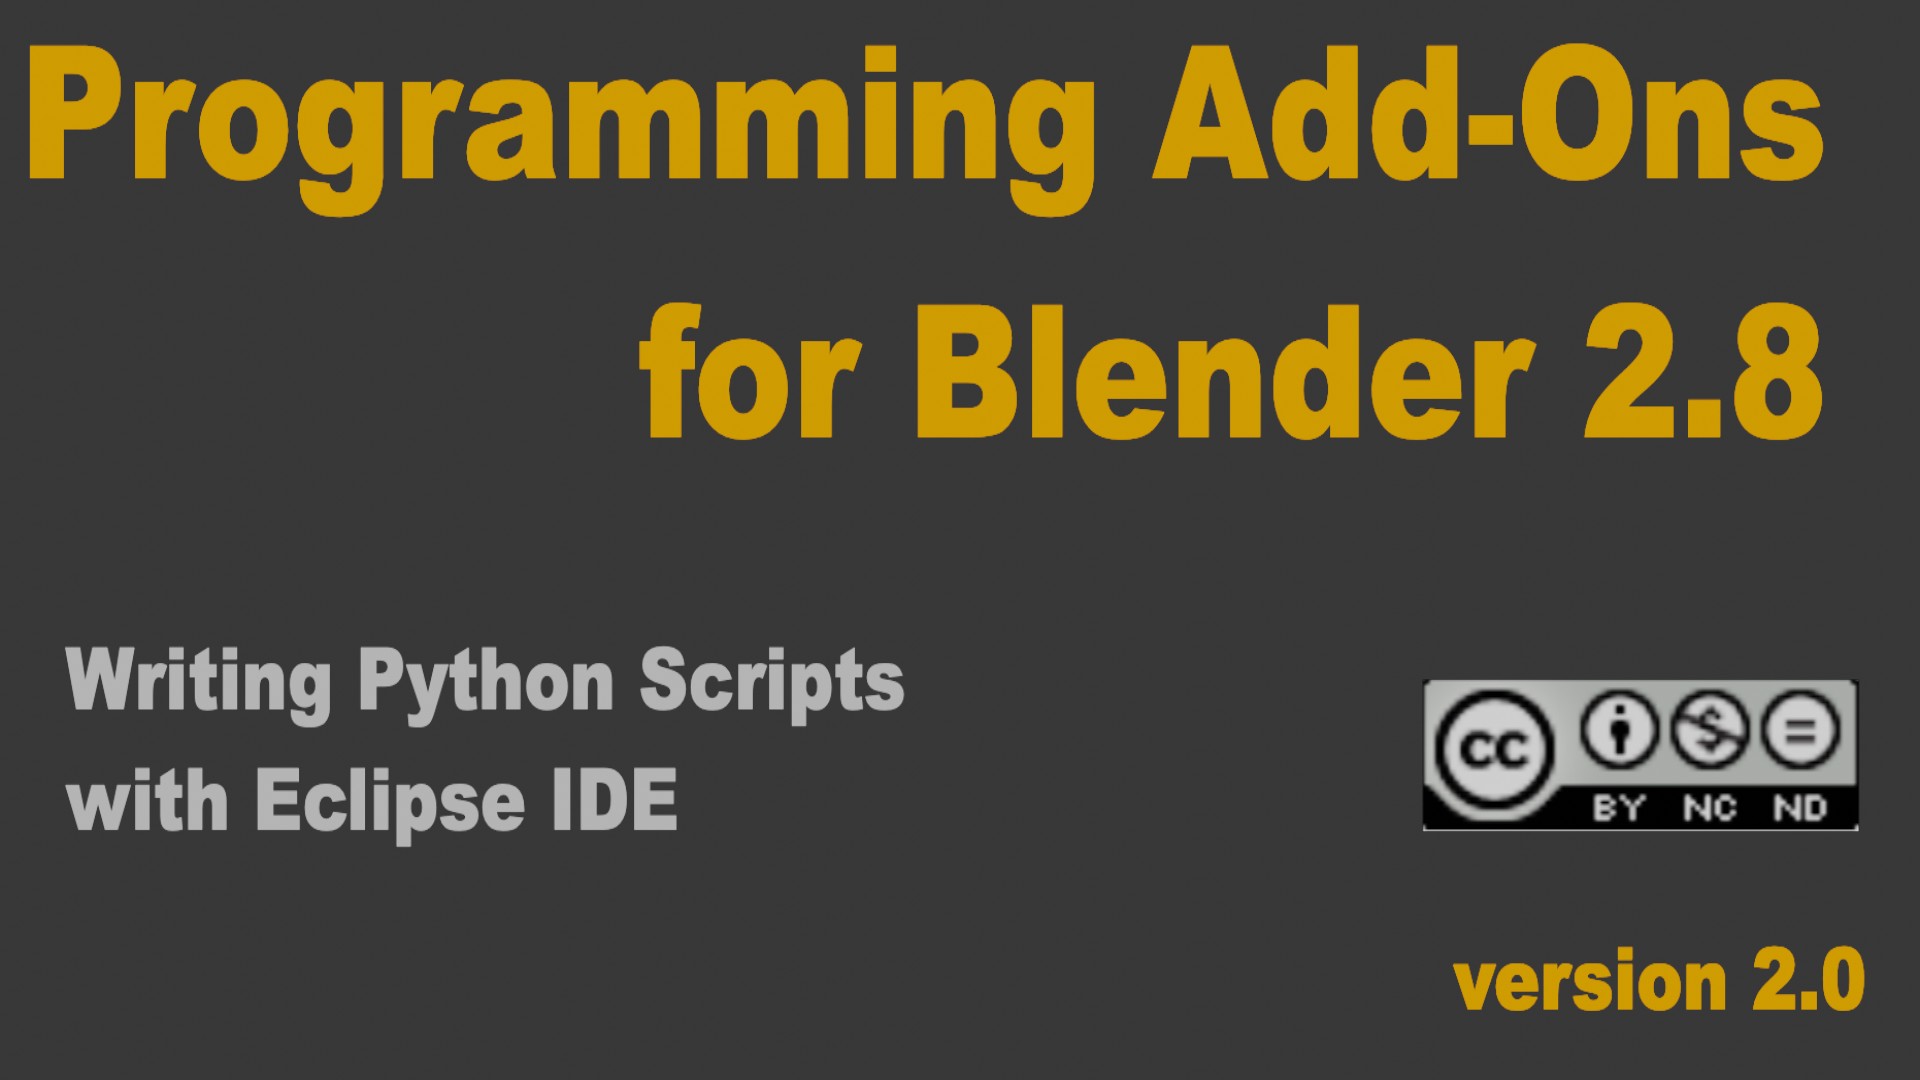 Programming Add-Ons
for Blender 2.8
Writing Python Scripts
with Eclipse IDE
cc
BY NC ND
version 2.0